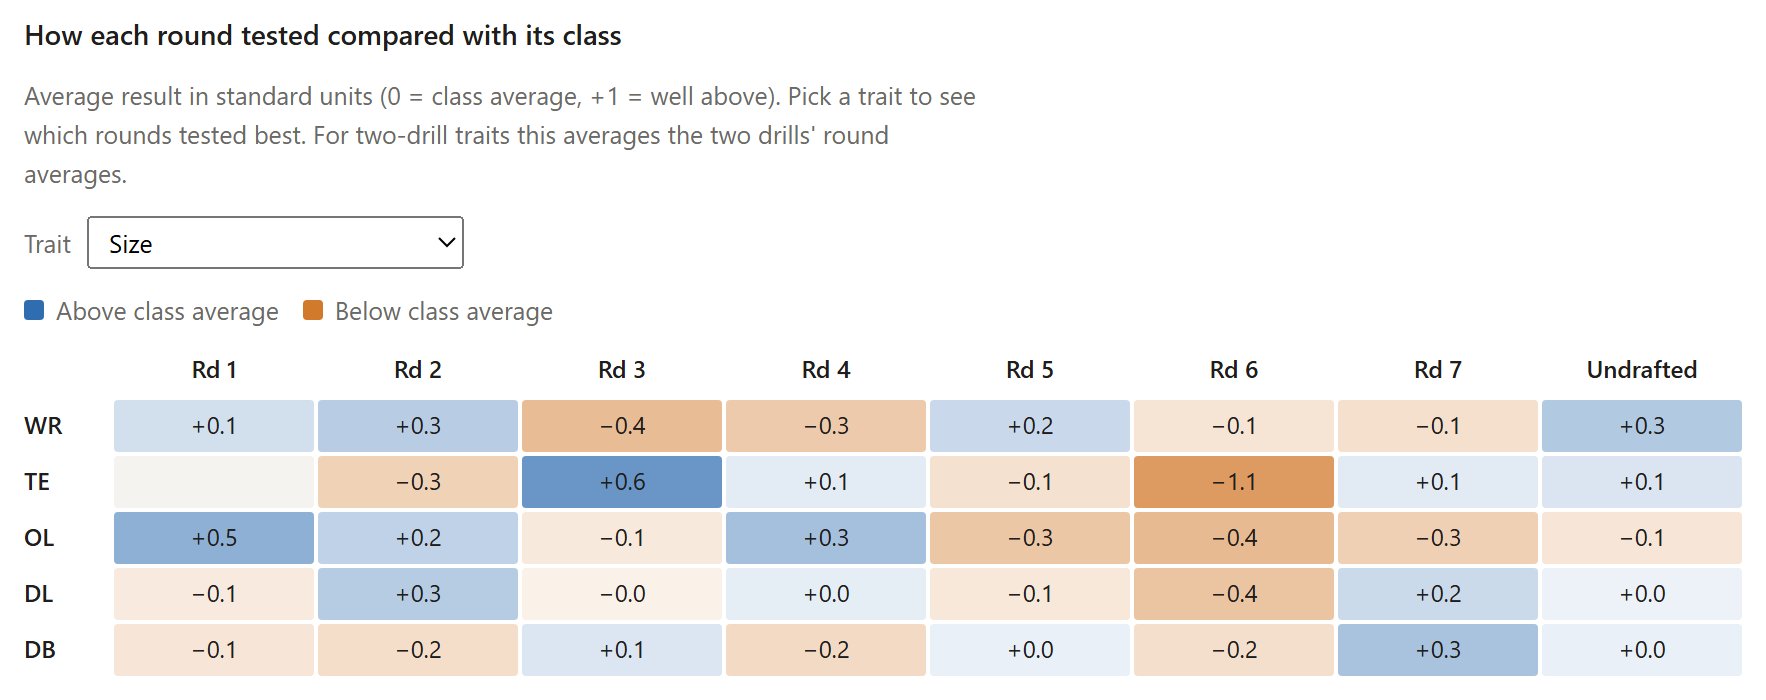 How each round tested compared with its class
Average result in standard units (0 = class average, +1 = well above). Pick a trait to see
which rounds tested best. For two-drill traits this averages the two drills' round
averages.
Trait Size
Above class average Below class average
Rd 1 Rd 2 Rd 3 Rd 4 Rd 5 Rd 6 Rd 7 Undrafted
WR +0.1 +0.3 −0.4 −0.3 +0.2 −0.1 −0.1 +0.3
TE −0.3 +0.6 +0.1 −0.1 −1.1 +0.1 +0.1
OL +0.5 +0.2 −0.1 +0.3 −0.3 −0.4 −0.3 −0.1
DL −0.1 +0.3 −0.0 +0.0 −0.1 −0.4 +0.2 +0.0
DB −0.1 −0.2 +0.1 −0.2 +0.0 −0.2 +0.3 +0.0